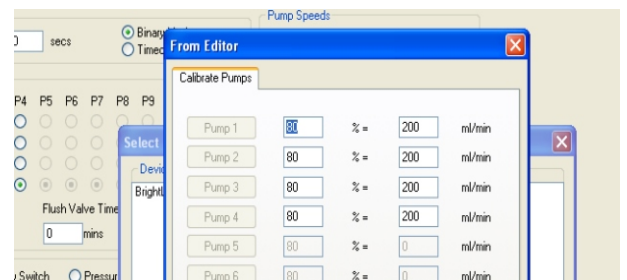 Pump Speeds
secs
Binary
Timed
From Editor
Calibrate Pumps
P4 P5 P6 P7 P8 P9
Pump 1 80 % = 200 ml/min
Select
Pump 2 80 % = 200 ml/min
Pump 3 80 % = 200 ml/min
Flush Valve Time
Pump 4 80 % = 200 ml/min
0 mins
Pump 5 80 % = 0 ml/min
Switch Pressur
Pump 6 80 % = 0 ml/min